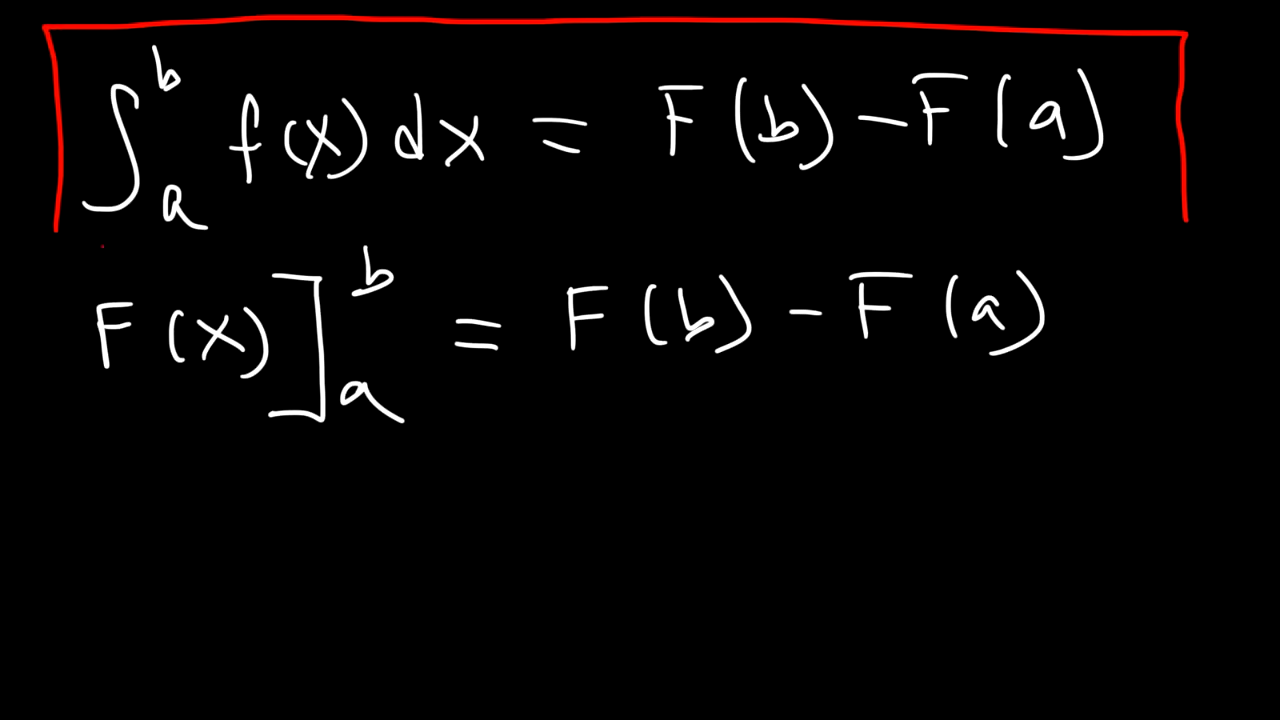 ∫_a^b f(x) dx = F(b) - F(a)
F(x)]_a^b = F(b) - F(a)